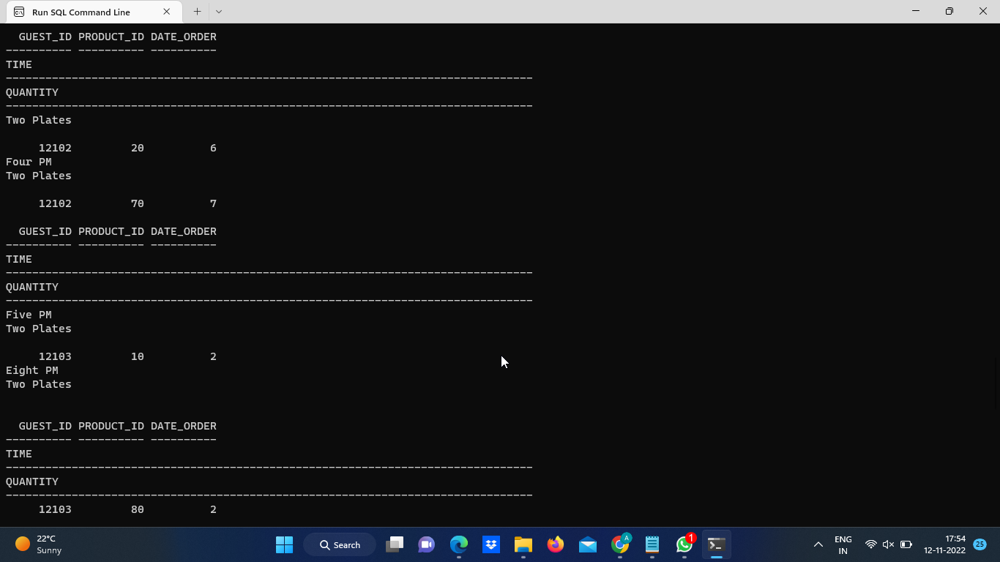 Run SQL Command Line
GUEST_ID PRODUCT_ID DATE_ORDER
---------- ---------- ----------
TIME
--------------------------------------------------------------------------------
QUANTITY
--------------------------------------------------------------------------------
Two Plates
12102 20 6
Four PM
Two Plates
12102 70 7
GUEST_ID PRODUCT_ID DATE_ORDER
---------- ---------- ----------
TIME
--------------------------------------------------------------------------------
QUANTITY
--------------------------------------------------------------------------------
Five PM
Two Plates
12103 10 2
Eight PM
Two Plates
GUEST_ID PRODUCT_ID DATE_ORDER
---------- ---------- ----------
TIME
--------------------------------------------------------------------------------
QUANTITY
--------------------------------------------------------------------------------
12103 80 2
22°C
Sunny
Search
A
1
ENG
IN
17:54
12-11-2022
25